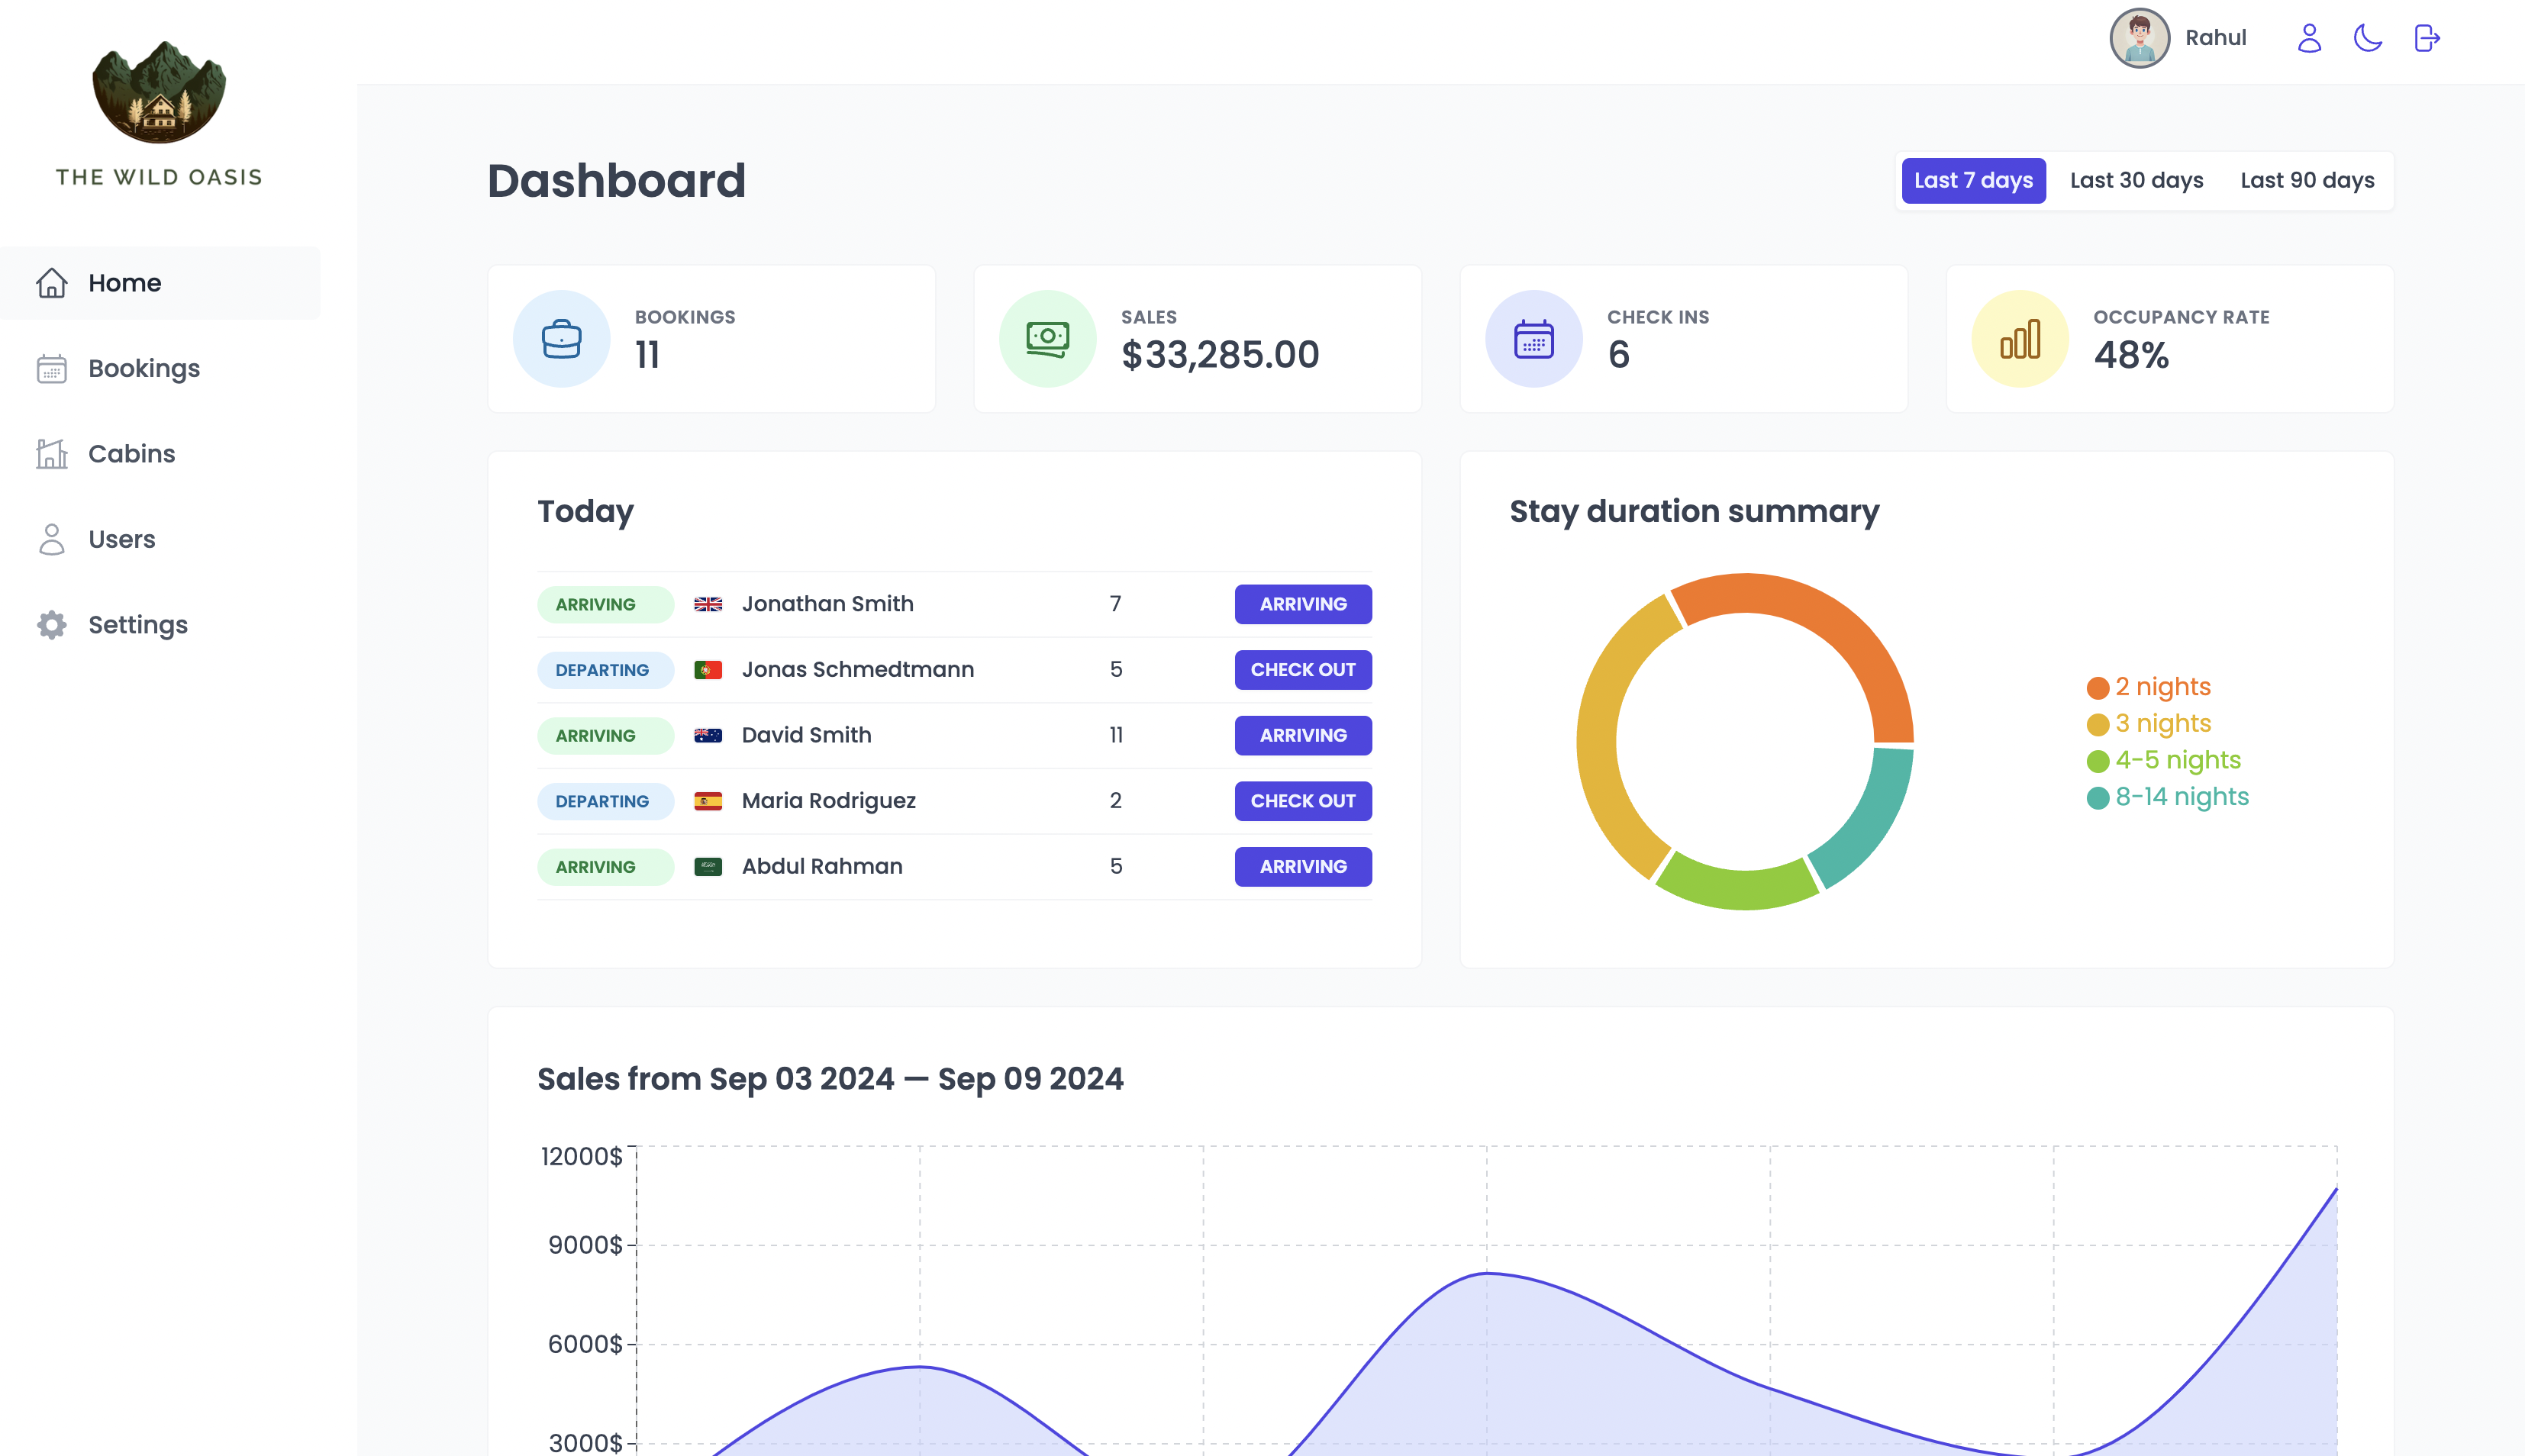 THE WILD OASIS
Home
Bookings
Cabins
Users
Settings
Rahul
Dashboard
Last 7 days Last 30 days Last 90 days
BOOKINGS
11
SALES
$33,285.00
CHECK INS
6
OCCUPANCY RATE
48%
Today
ARRIVING Jonathan Smith 7 ARRIVING
DEPARTING Jonas Schmedtmann 5 CHECK OUT
ARRIVING David Smith 11 ARRIVING
DEPARTING Maria Rodriguez 2 CHECK OUT
ARRIVING Abdul Rahman 5 ARRIVING
Stay duration summary
2 nights
3 nights
4-5 nights
8-14 nights
Sales from Sep 03 2024 — Sep 09 2024
12000$
9000$
6000$
3000$